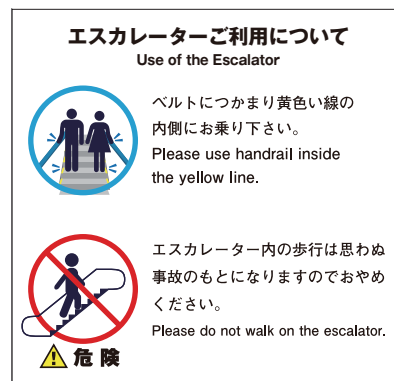 エスカレーターご利用について
Use of the Escalator
ベルトにつかまり黄色い線の
内側にお乗り下さい。
Please use handrail inside
the yellow line.
エスカレーター内の歩行は思わぬ
事故のもとになりますのでおやめ
ください。
Please do not walk on the escalator.
危険